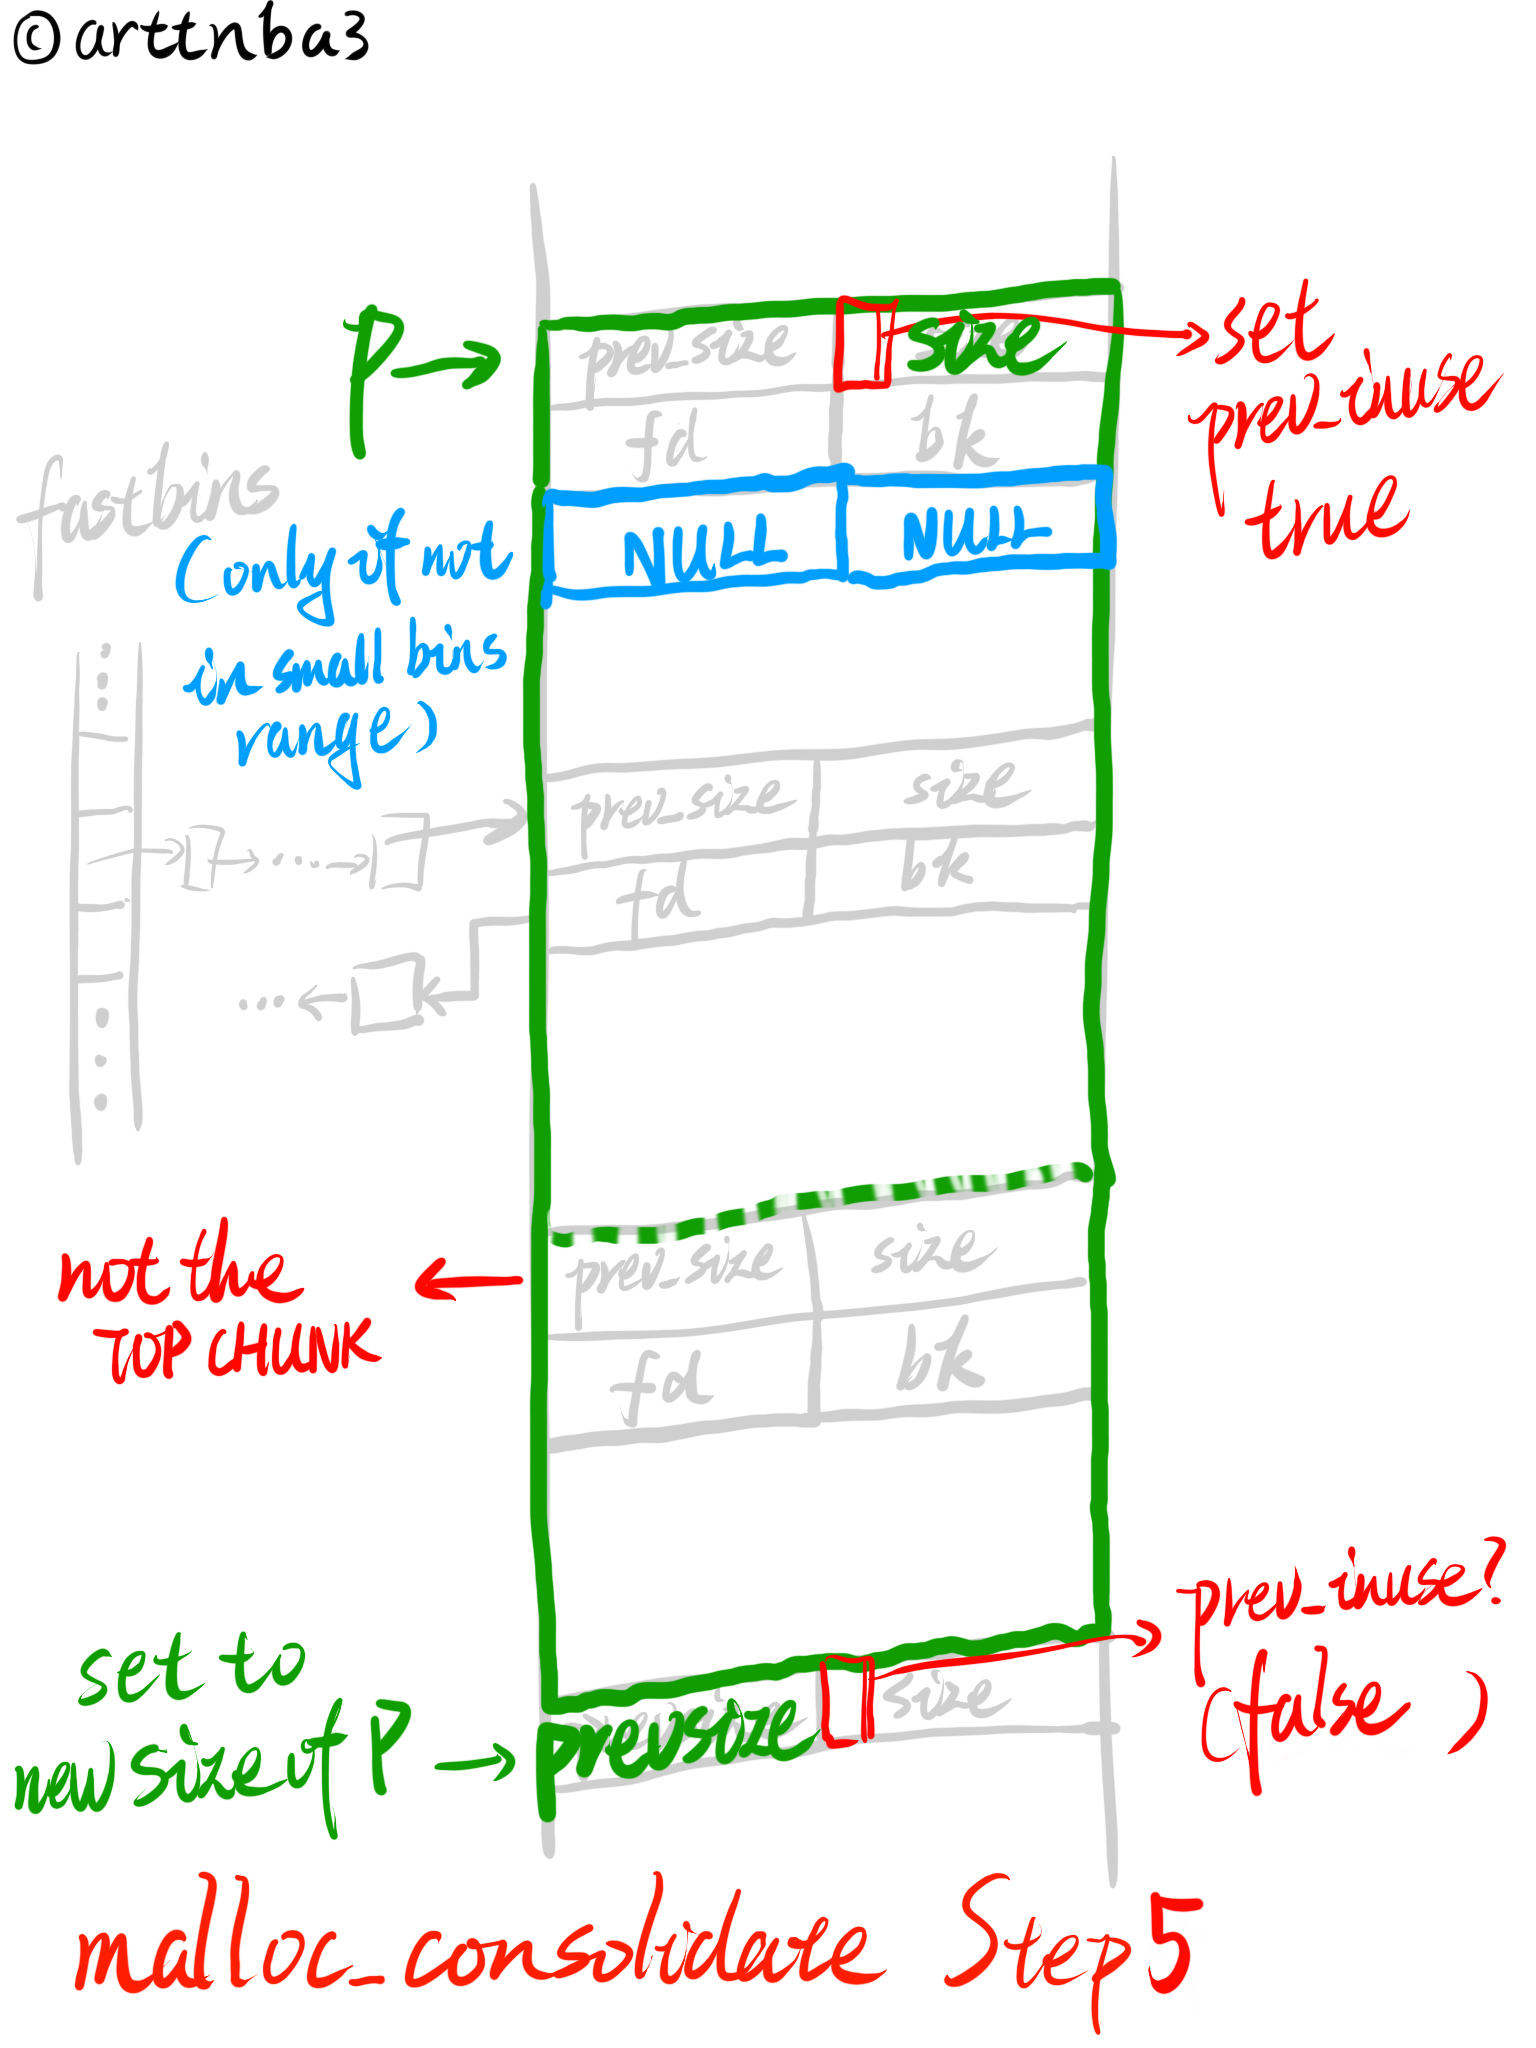 ©arttnba3
P
prev_size
size
set
prev_inuse
true
fd
bk
fastbins
(only if not
in small bins
range)
NULL
NULL
prev_size
size
fd
bk
not the
TOP CHUNK
prev_size
size
fd
bk
prev_inuse?
(false)
set to
new size of P
prevsize
size
malloc_consolidate Step5